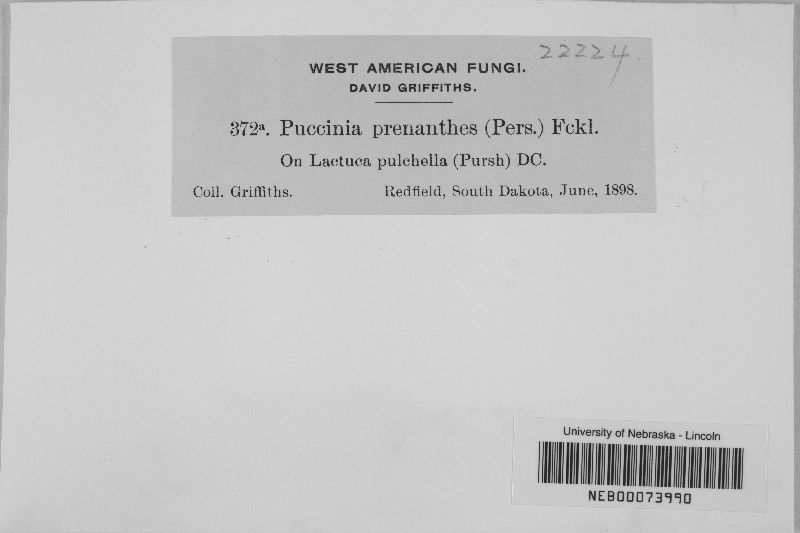 22224
WEST AMERICAN FUNGI.
DAVID GRIFFITHS.
372a. Puccinia prenanthes (Pers.) Fckl.
On Lactuca pulchella (Pursh) DC.
Coll. Griffiths. Redfield, South Dakota, June, 1898.
University of Nebraska - Lincoln
NEB00073990